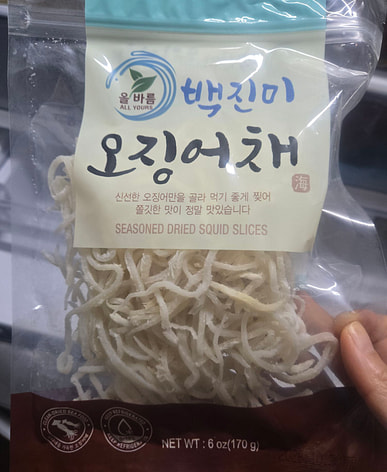 올바름
ALL YOURS
백진미
오징어채
海
신선한 오징어만을 골라 먹기 좋게 찢어
쫄깃한 맛이 정말 맛있습니다
SEASONED DRIED SQUID SLICES
NET WT : 6 oz (170 g)